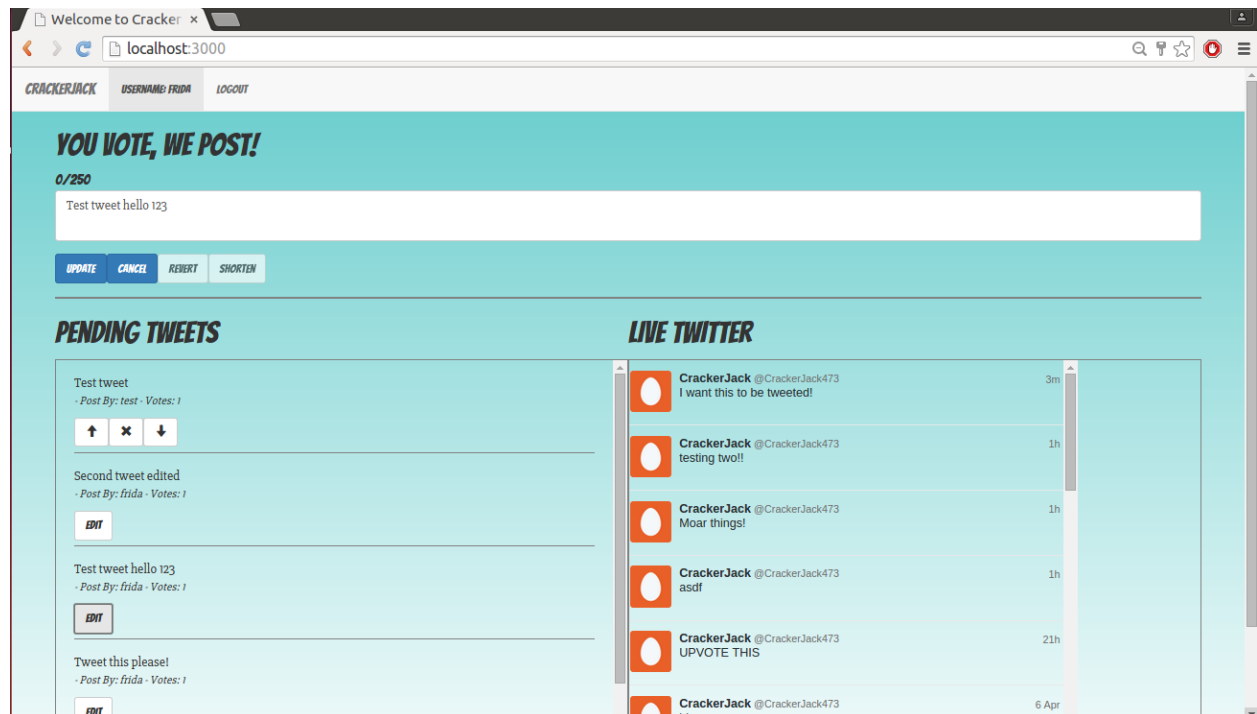 Welcome to Cracker
localhost:3000
CRACKERJACK USERNAME: FRIDA LOGOUT
YOU VOTE, WE POST!
0/250
Test tweet hello 123
UPDATE CANCEL REVERT SHORTEN
PENDING TWEETS
Test tweet
- Post By: test - Votes: 1
Second tweet edited
- Post By: frida - Votes: 1
EDIT
Test tweet hello 123
- Post By: frida - Votes: 1
EDIT
Tweet this please!
- Post By: frida - Votes: 1
EDIT
LIVE TWITTER
CrackerJack @CrackerJack473 3m
I want this to be tweeted!
CrackerJack @CrackerJack473 1h
testing two!!
CrackerJack @CrackerJack473 1h
Moar things!
CrackerJack @CrackerJack473 1h
asdf
CrackerJack @CrackerJack473 21h
UPVOTE THIS
CrackerJack @CrackerJack473 6 Apr